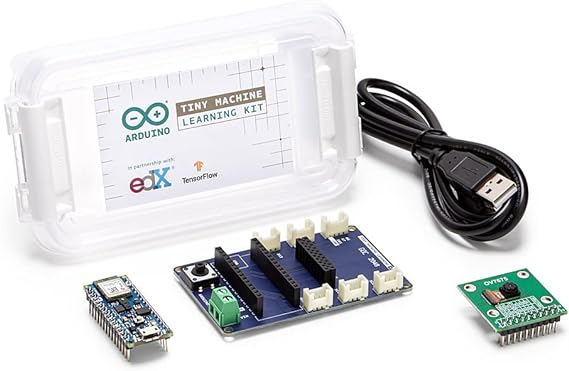 TINY MACHINE
LEARNING KIT
ARDUINO
In partnership with:
edX
TensorFlow
OV7675